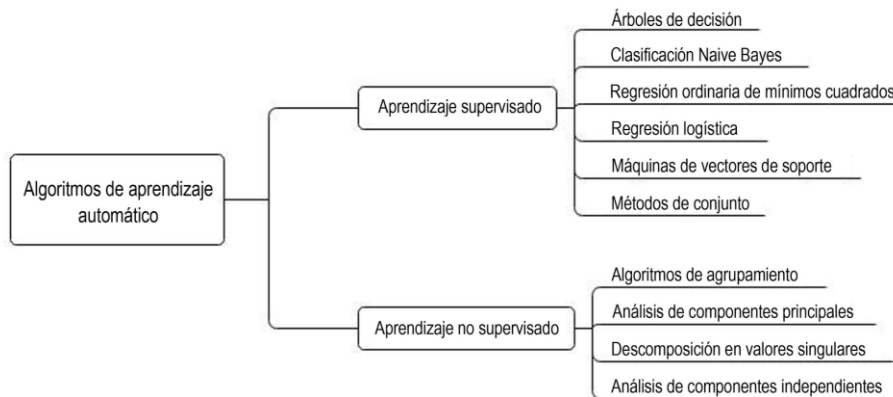 Algoritmos de aprendizaje
automático
Aprendizaje supervisado
Árboles de decisión
Clasificación Naive Bayes
Regresión ordinaria de mínimos cuadrados
Regresión logística
Máquinas de vectores de soporte
Métodos de conjunto
Aprendizaje no supervisado
Algoritmos de agrupamiento
Análisis de componentes principales
Descomposición en valores singulares
Análisis de componentes independientes